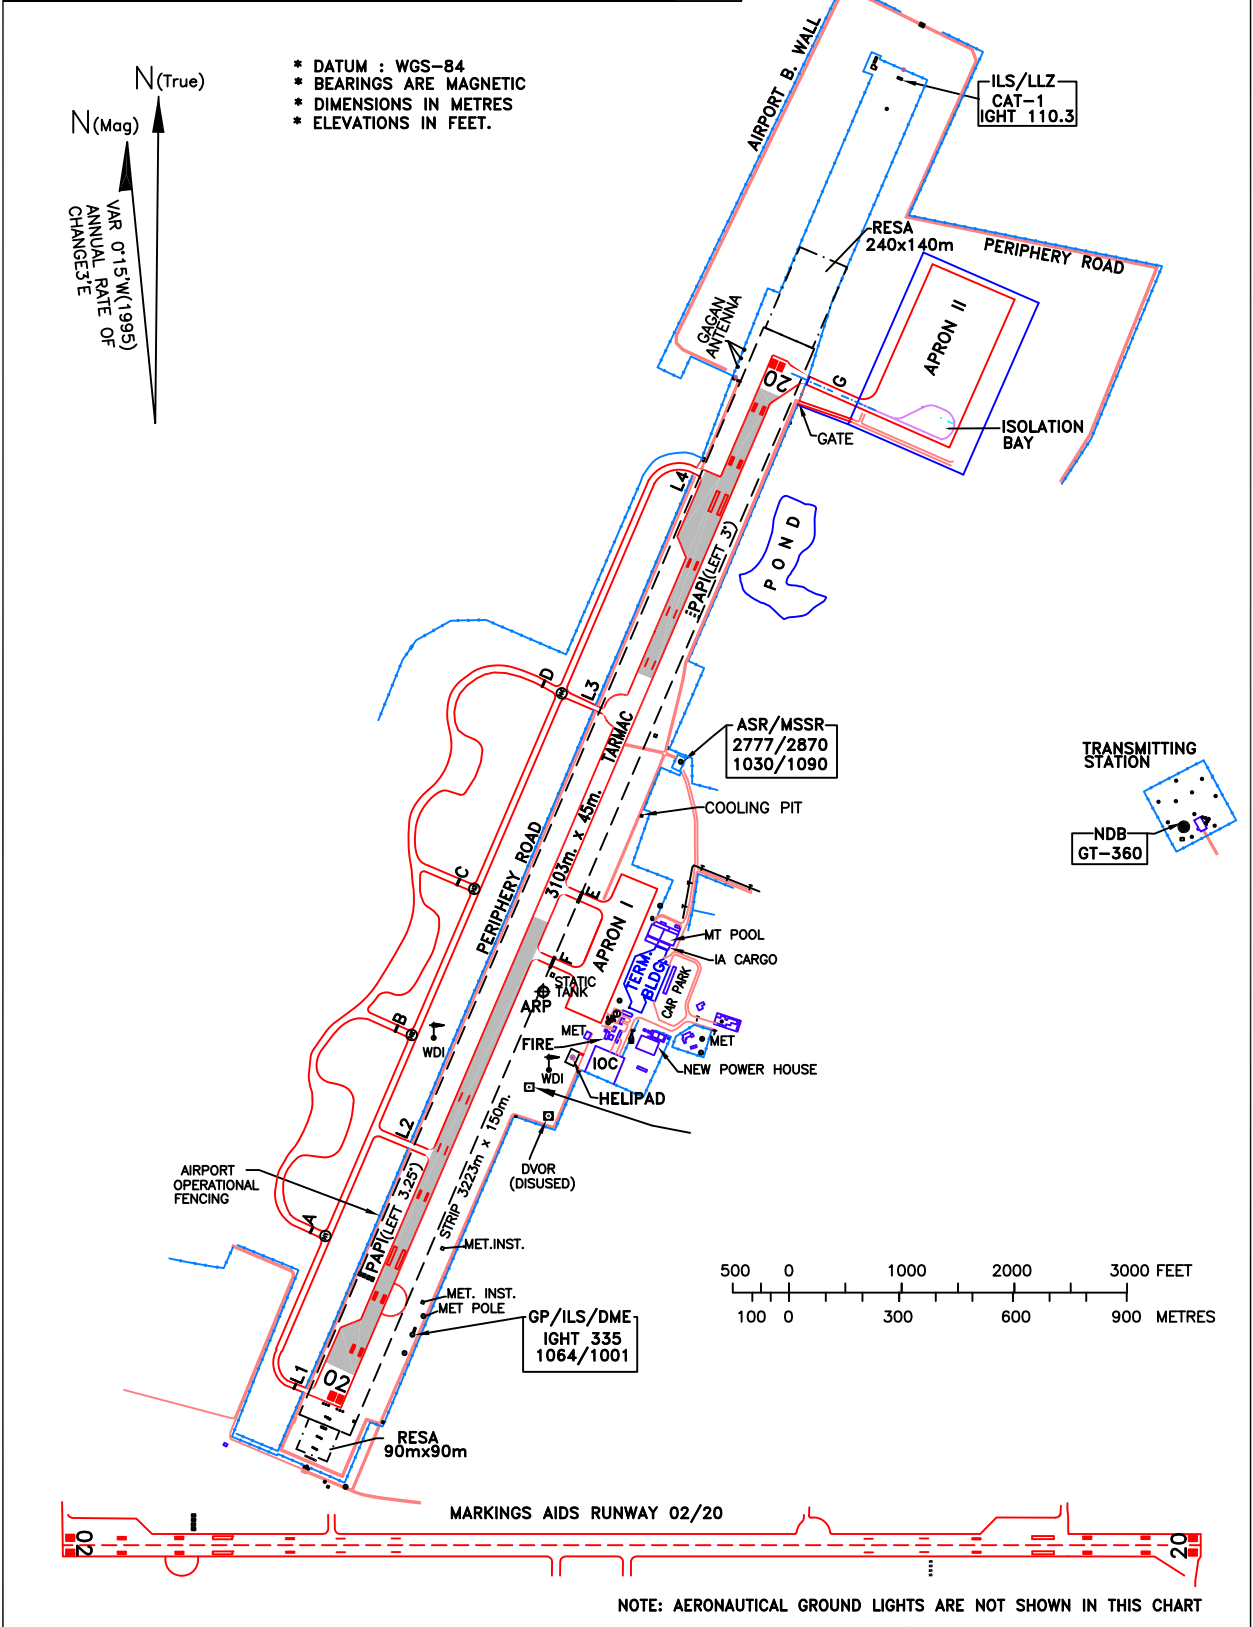 N(True)
N(Mag)
VAR 0°15'W(1995)
ANNUAL RATE OF
CHANGE3'E
* DATUM : WGS-84
* BEARINGS ARE MAGNETIC
* DIMENSIONS IN METRES
* ELEVATIONS IN FEET.
AIRPORT B. WALL
ILS/LLZ
CAT-1
IGHT 110.3
RESA
240x140m
PERIPHERY ROAD
GAGAN
ANTENNA
APRON II
20
G
GATE
ISOLATION
BAY
L4
PAPI(LEFT 3°)
POND
D
L3
TARMAC
ASR/MSSR
2777/2870
1030/1090
COOLING PIT
TRANSMITTING
STATION
NDB
GT-360
3103m. x 45m.
PERIPHERY ROAD
C
E
APRON I
MT POOL
IA CARGO
F
STATIC
TANK
ARP
TERM.
BLDG.
CAR PARK
B
WDI
MET
FIRE
MET
IOC
NEW POWER HOUSE
WDI
HELIPAD
L2
STRIP 3223m x 150m.
DVOR
(DISUSED)
AIRPORT
OPERATIONAL
FENCING
PAPI(LEFT 3.25°)
A
MET.INST.
MET. INST.
MET POLE
GP/ILS/DME
IGHT 335
1064/1001
500 0 1000 2000 3000 FEET
100 0 300 600 900 METRES
L1
02
RESA
90mx90m
MARKINGS AIDS RUNWAY 02/20
02
20
NOTE: AERONAUTICAL GROUND LIGHTS ARE NOT SHOWN IN THIS CHART